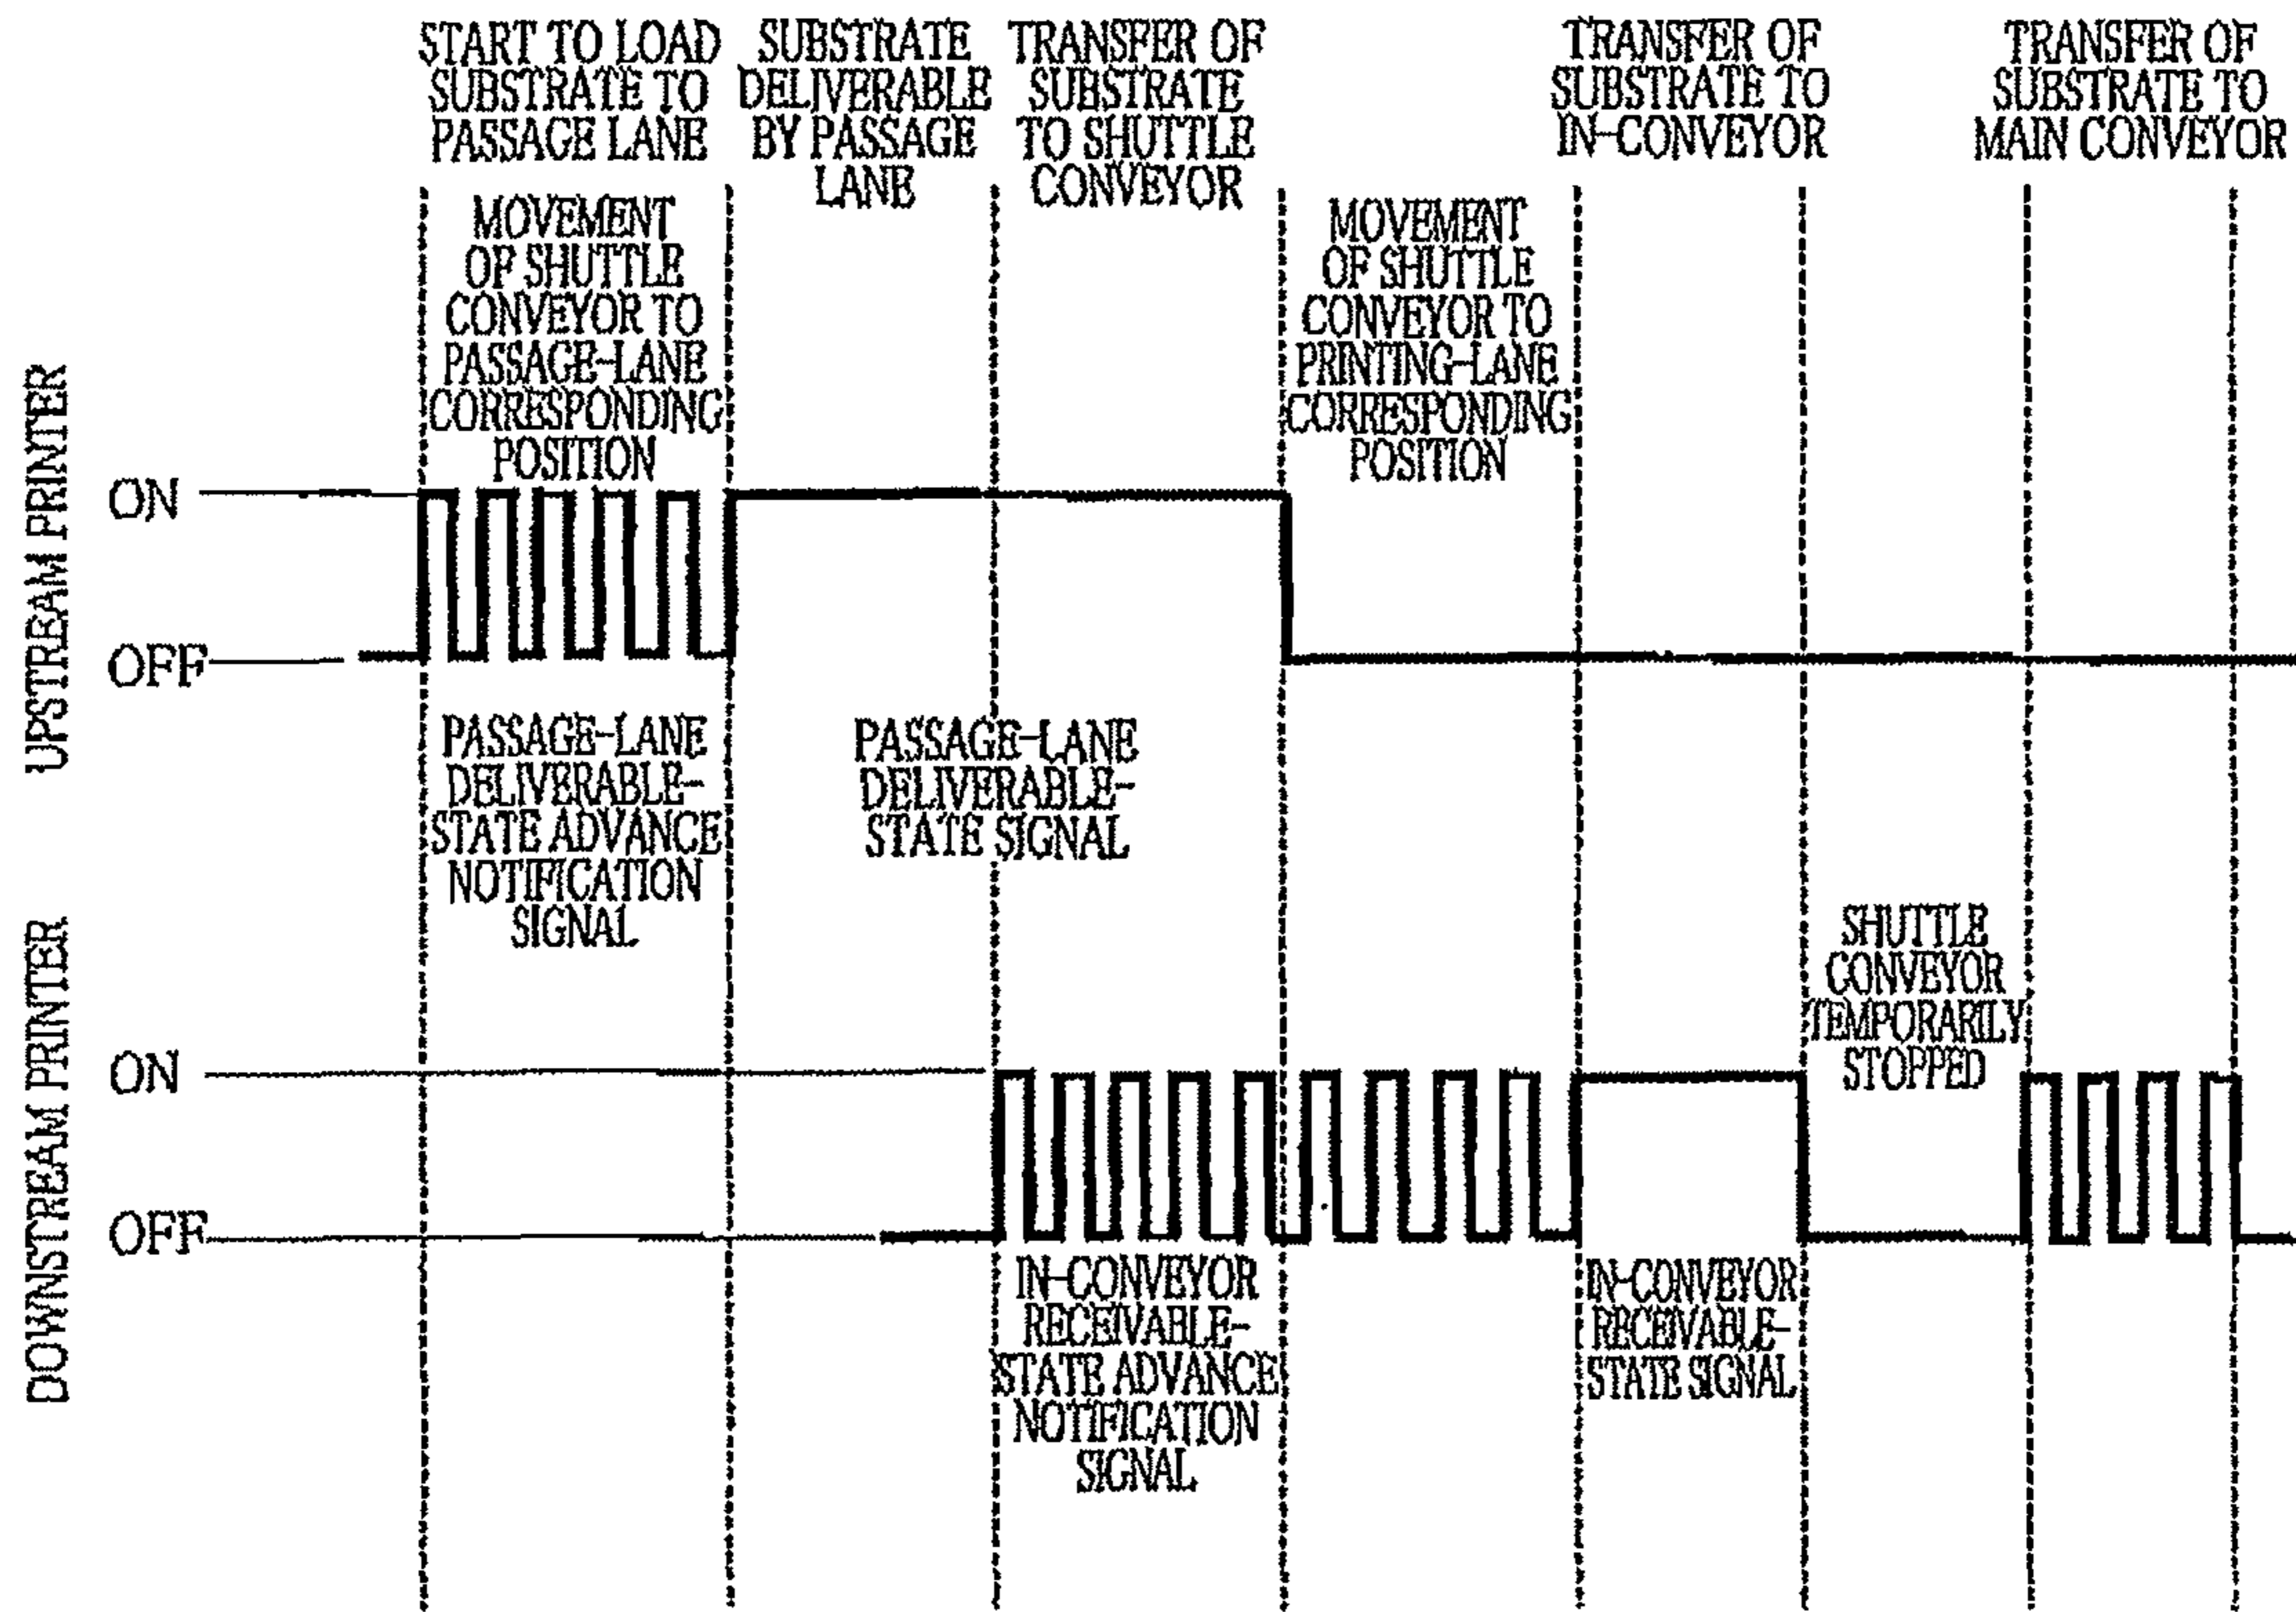 START TO LOAD
SUBSTRATE TO
PASSAGE LANE
SUBSTRATE
DELIVERABLE
BY PASSAGE
LANE
TRANSFER OF
SUBSTRATE
TO SHUTTLE
CONVEYOR
TRANSFER OF
SUBSTRATE TO
IN-CONVEYOR
TRANSFER OF
SUBSTRATE TO
MAIN CONVEYOR
MOVEMENT
OF SHUTTLE
CONVEYOR TO
PASSAGE-LANE
CORRESPONDING
POSITION
MOVEMENT
OF SHUTTLE
CONVEYOR TO
PRINTING-LANE
CORRESPONDING
POSITION
UPSTREAM PRINTER
ON
OFF
PASSAGE-LANE
DELIVERABLE-
STATE ADVANCE
NOTIFICATION
SIGNAL
PASSAGE-LANE
DELIVERABLE-
STATE SIGNAL
DOWNSTREAM PRINTER
ON
OFF
SHUTTLE
CONVEYOR
TEMPORARILY
STOPPED
IN-CONVEYOR
RECEIVABLE-
STATE ADVANCE
NOTIFICATION
SIGNAL
IN-CONVEYOR
RECEIVABLE-
STATE SIGNAL